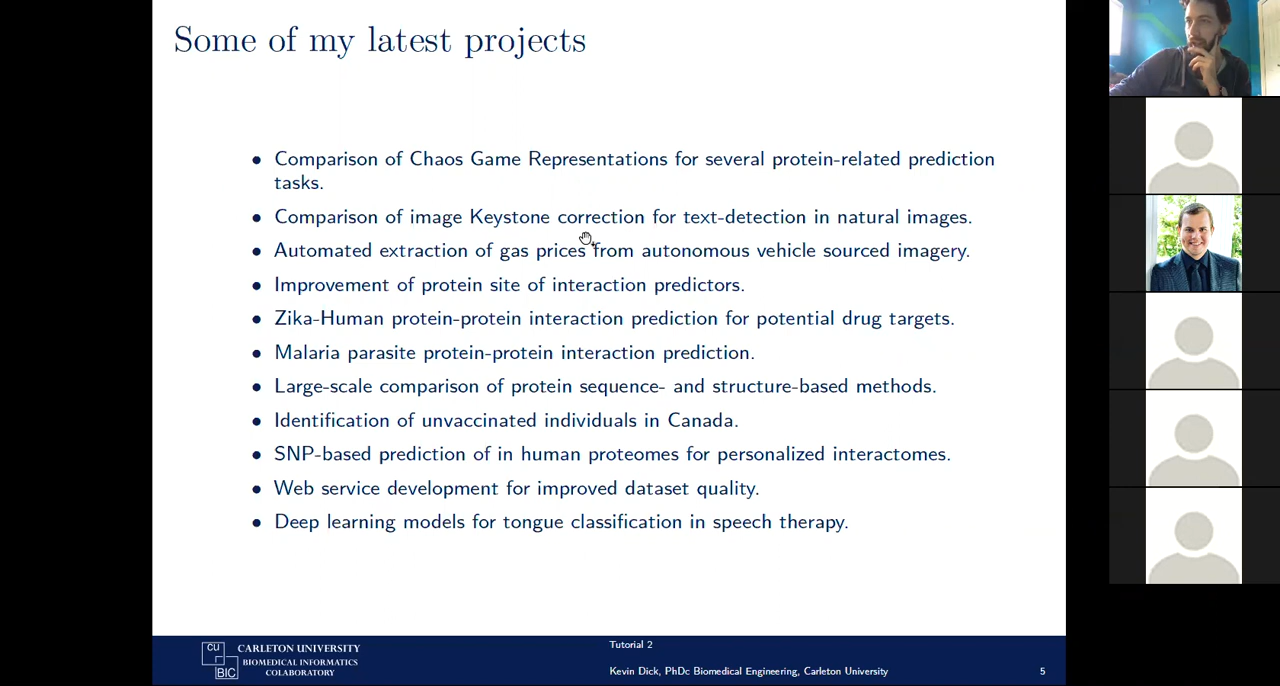 Some of my latest projects
• Comparison of Chaos Game Representations for several protein-related prediction
tasks.
• Comparison of image Keystone correction for text-detection in natural images.
• Automated extraction of gas prices from autonomous vehicle sourced imagery.
• Improvement of protein site of interaction predictors.
• Zika-Human protein-protein interaction prediction for potential drug targets.
• Malaria parasite protein-protein interaction prediction.
• Large-scale comparison of protein sequence- and structure-based methods.
• Identification of unvaccinated individuals in Canada.
• SNP-based prediction of in human proteomes for personalized interactomes.
• Web service development for improved dataset quality.
• Deep learning models for tongue classification in speech therapy.
cu
BIC
CARLETON UNIVERSITY
BIOMEDICAL INFORMATICS
COLABORATORY
Tutorial 2
Kevin Dick, PhDc Biomedical Engineering, Carleton University
5